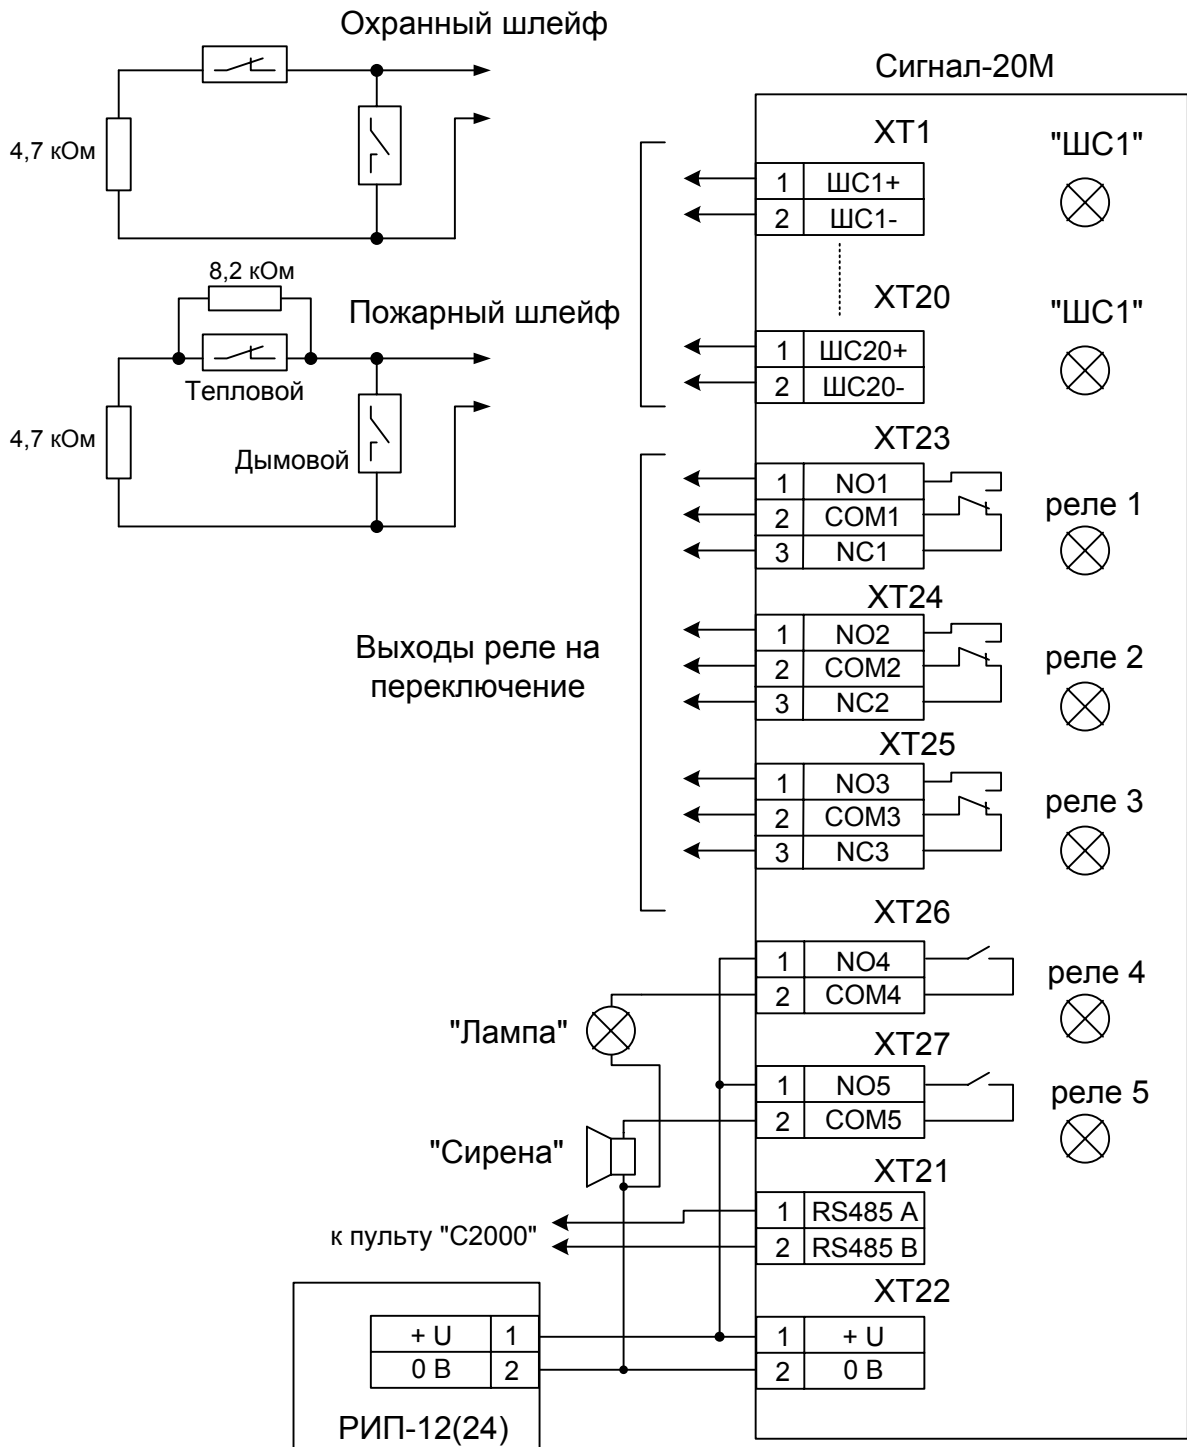 Охранный шлейф
4,7 кОм
8,2 кОм
Пожарный шлейф
Тепловой
4,7 кОм
Дымовой
Выходы реле на
переключение
"Лампа"
"Сирена"
к пульту "С2000"
+ U 1
0 В 2
РИП-12(24)
Сигнал-20М
XT1
"ШС1"
1 ШС1+
2 ШС1-
XT20
"ШС1"
1 ШС20+
2 ШС20-
XT23
1 NO1
2 COM1
3 NC1
реле 1
XT24
1 NO2
2 COM2
3 NC2
реле 2
XT25
1 NO3
2 COM3
3 NC3
реле 3
XT26
1 NO4
2 COM4
реле 4
XT27
1 NO5
2 COM5
реле 5
XT21
1 RS485 A
2 RS485 B
XT22
1 + U
2 0 В